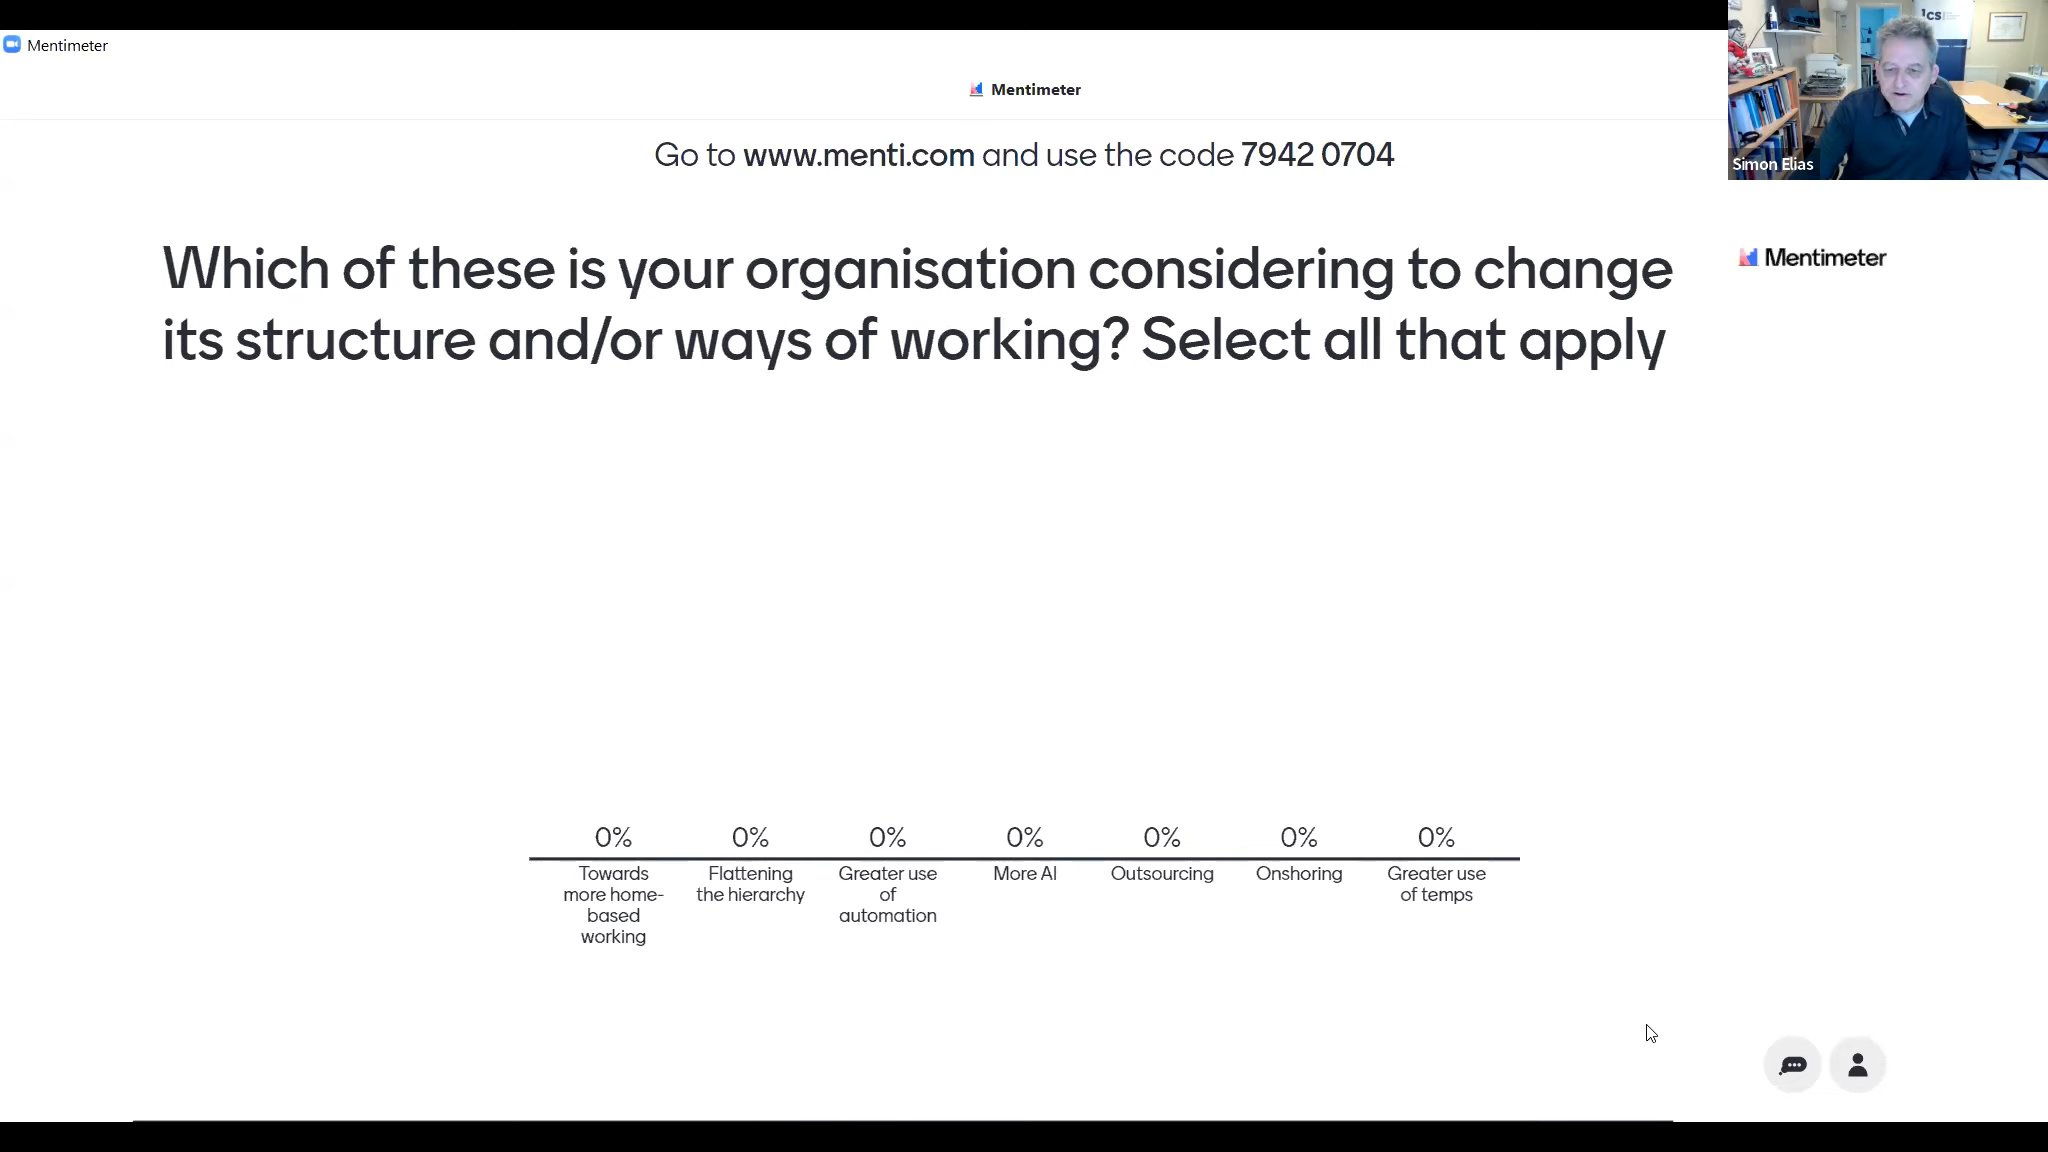 Mentimeter
Mentimeter
Go to www.menti.com and use the code 7942 0704
Simon Elias
Which of these is your organisation considering to change
its structure and/or ways of working? Select all that apply
Mentimeter
0% 0% 0% 0% 0% 0% 0%
Towards
more home-
based
working
Flattening
the hierarchy
Greater use
of
automation
More AI
Outsourcing
Onshoring
Greater use
of temps